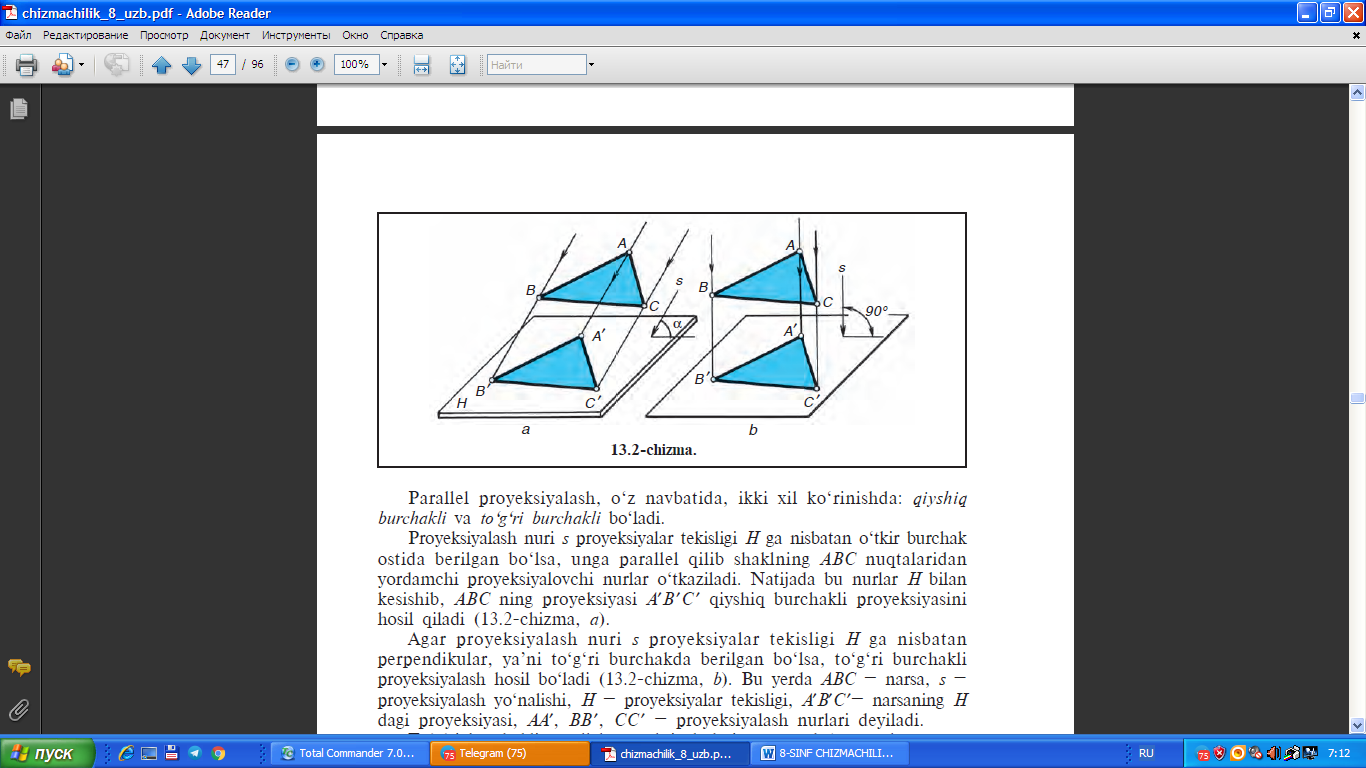 chizmachilik_8_uzb.pdf - Adobe Reader
Файл Редактирование Просмотр Документ Инструменты Окно Справка
47 / 96 100% Найти
A A
s s
B C B C 90°
α
A′ A′
B′ B′
H C′ C′
a b
13.2-chizma.
Parallel proyeksiyalash, o‘z navbatida, ikki xil ko‘rinishda: qiyshiq
burchakli va to‘g‘ri burchakli bo‘ladi.
Proyeksiyalash nuri s proyeksiyalar tekisligi H ga nisbatan o‘tkir burchak
ostida berilgan bo‘lsa, unga parallel qilib shaklning ABC nuqtalaridan
yordamchi proyeksiyalovchi nurlar o‘tkaziladi. Natijada bu nurlar H bilan
kesishib, ABC ning proyeksiyasi A′B′C′ qiyshiq burchakli proyeksiyasini
hosil qiladi (13.2-chizma, a).
Agar proyeksiyalash nuri s proyeksiyalar tekisligi H ga nisbatan
perpendikular, ya’ni to‘g‘ri burchakda berilgan bo‘lsa, to‘g‘ri burchakli
proyeksiyalash hosil bo‘ladi (13.2-chizma, b). Bu yerda ABC — narsa, s —
proyeksiyalash yo‘nalishi, H — proyeksiyalar tekisligi, A′B′C′— narsaning H
dagi proyeksiyasi, AA′, BB′, CC′ — proyeksiyalash nurlari deyiladi.
пуск Total Commander 7.0... Telegram (75) chizmachilik_8_uzb.p... 8-SINF CHIZMACHILI... RU 75 7:12